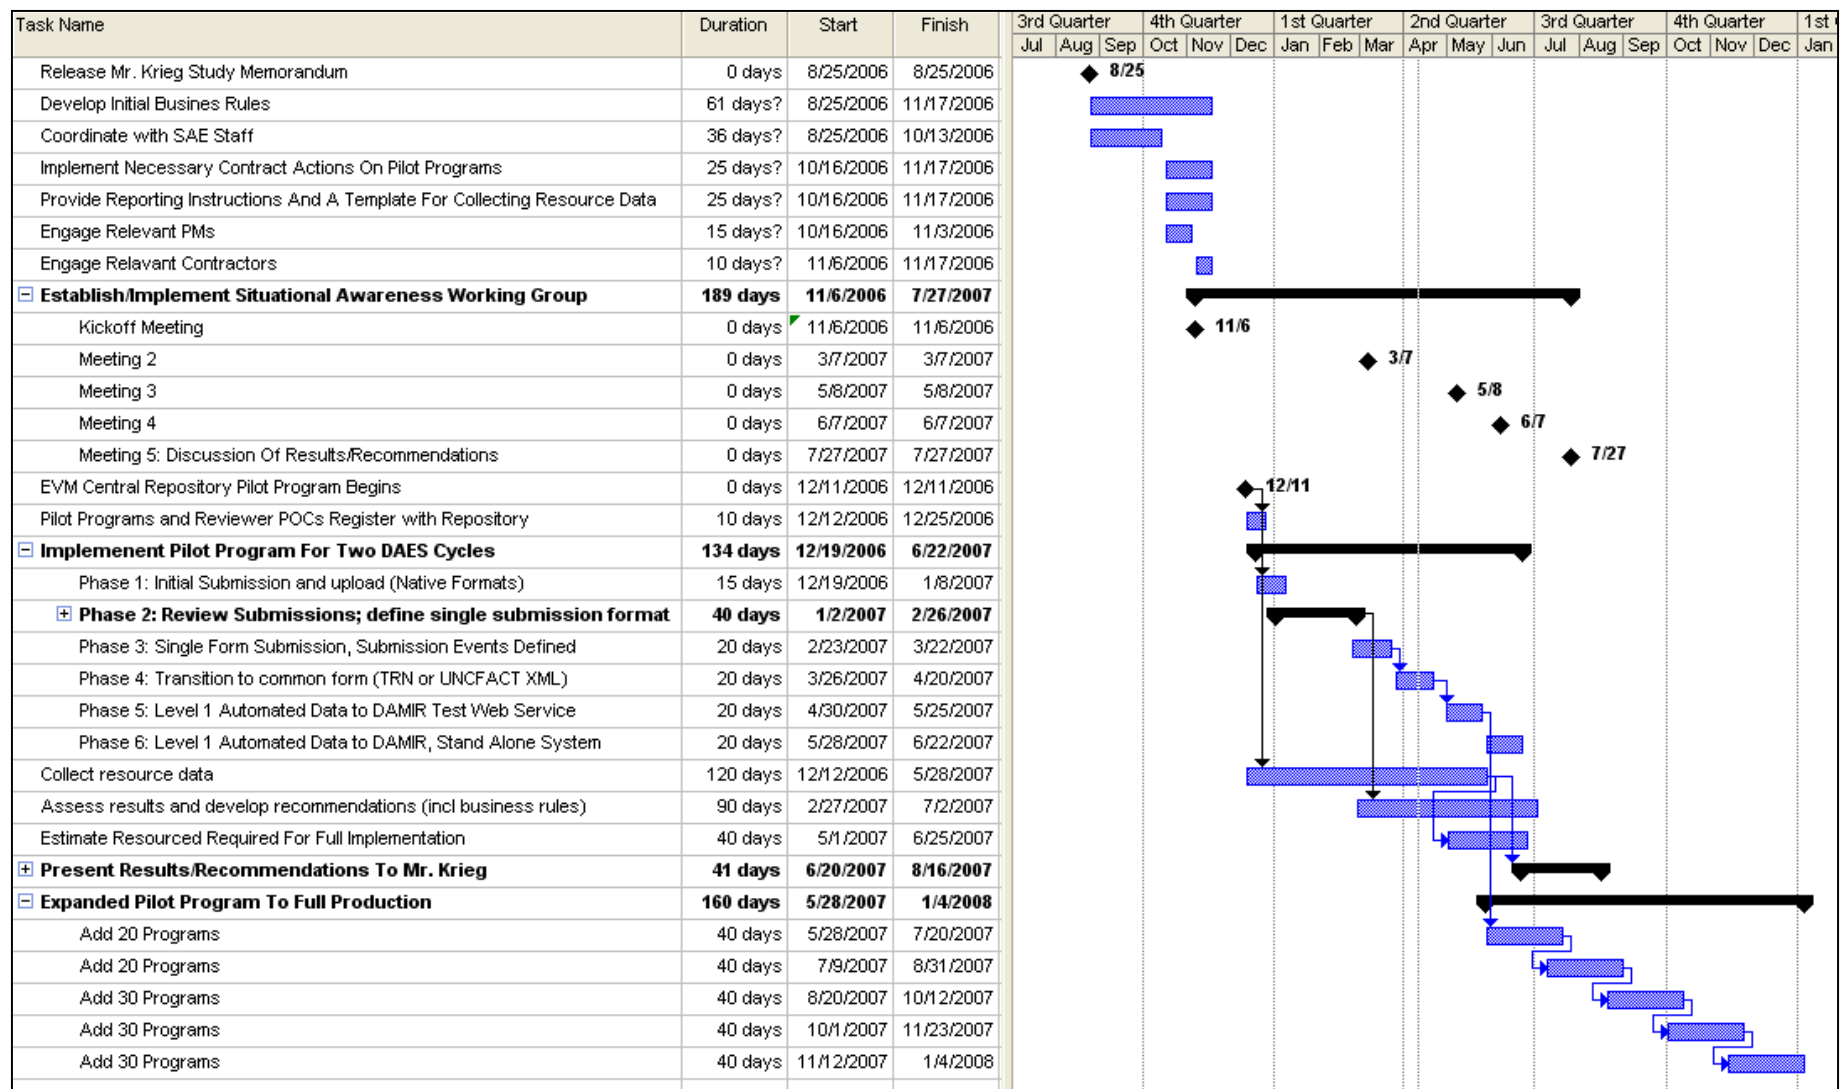 Task Name Duration Start Finish 3rd Quarter 4th Quarter 1st Quarter 2nd Quarter 3rd Quarter 4th Quarter 1st
Jul Aug Sep Oct Nov Dec Jan Feb Mar Apr May Jun Jul Aug Sep Oct Nov Dec Jan
Release Mr. Krieg Study Memorandum 0 days 8/25/2006 8/25/2006 8/25
Develop Initial Busines Rules 61 days? 8/25/2006 11/17/2006
Coordinate with SAE Staff 36 days? 8/25/2006 10/13/2006
Implement Necessary Contract Actions On Pilot Programs 25 days? 10/16/2006 11/17/2006
Provide Reporting Instructions And A Template For Collecting Resource Data 25 days? 10/16/2006 11/17/2006
Engage Relevant PMs 15 days? 10/16/2006 11/3/2006
Engage Relavant Contractors 10 days? 11/6/2006 11/17/2006
Establish/Implement Situational Awareness Working Group 189 days 11/6/2006 7/27/2007
Kickoff Meeting 0 days 11/6/2006 11/6/2006 11/6
Meeting 2 0 days 3/7/2007 3/7/2007 3/7
Meeting 3 0 days 5/8/2007 5/8/2007 5/8
Meeting 4 0 days 6/7/2007 6/7/2007 6/7
Meeting 5: Discussion Of Results/Recommendations 0 days 7/27/2007 7/27/2007 7/27
EVM Central Repository Pilot Program Begins 0 days 12/11/2006 12/11/2006 12/11
Pilot Programs and Reviewer POCs Register with Repository 10 days 12/12/2006 12/25/2006
Implemenent Pilot Program For Two DAES Cycles 134 days 12/19/2006 6/22/2007
Phase 1: Initial Submission and upload (Native Formats) 15 days 12/19/2006 1/8/2007
Phase 2: Review Submissions; define single submission format 40 days 1/2/2007 2/26/2007
Phase 3: Single Form Submission, Submission Events Defined 20 days 2/23/2007 3/22/2007
Phase 4: Transition to common form (TRN or UNCFACT XML) 20 days 3/26/2007 4/20/2007
Phase 5: Level 1 Automated Data to DAMIR Test Web Service 20 days 4/30/2007 5/25/2007
Phase 6: Level 1 Automated Data to DAMIR, Stand Alone System 20 days 5/28/2007 6/22/2007
Collect resource data 120 days 12/12/2006 5/28/2007
Assess results and develop recommendations (incl business rules) 90 days 2/27/2007 7/2/2007
Estimate Resourced Required For Full Implementation 40 days 5/1/2007 6/25/2007
Present Results/Recommendations To Mr. Krieg 41 days 6/20/2007 8/16/2007
Expanded Pilot Program To Full Production 160 days 5/28/2007 1/4/2008
Add 20 Programs 40 days 5/28/2007 7/20/2007
Add 20 Programs 40 days 7/9/2007 8/31/2007
Add 30 Programs 40 days 8/20/2007 10/12/2007
Add 30 Programs 40 days 10/1/2007 11/23/2007
Add 30 Programs 40 days 11/12/2007 1/4/2008